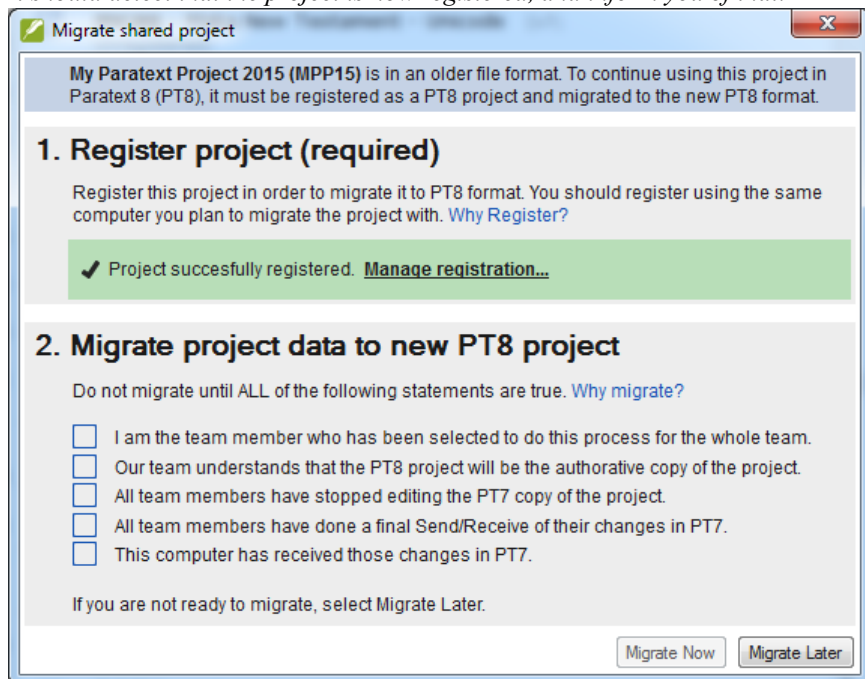 Migrate shared project
My Paratext Project 2015 (MPP15) is in an older file format. To continue using this project in
Paratext 8 (PT8), it must be registered as a PT8 project and migrated to the new PT8 format.
1. Register project (required)
Register this project in order to migrate it to PT8 format. You should register using the same
computer you plan to migrate the project with. Why Register?
✔ Project succesfully registered. Manage registration...
2. Migrate project data to new PT8 project
Do not migrate until ALL of the following statements are true. Why migrate?
I am the team member who has been selected to do this process for the whole team.
Our team understands that the PT8 project will be the authorative copy of the project.
All team members have stopped editing the PT7 copy of the project.
All team members have done a final Send/Receive of their changes in PT7.
This computer has received those changes in PT7.
If you are not ready to migrate, select Migrate Later.
Migrate Now Migrate Later